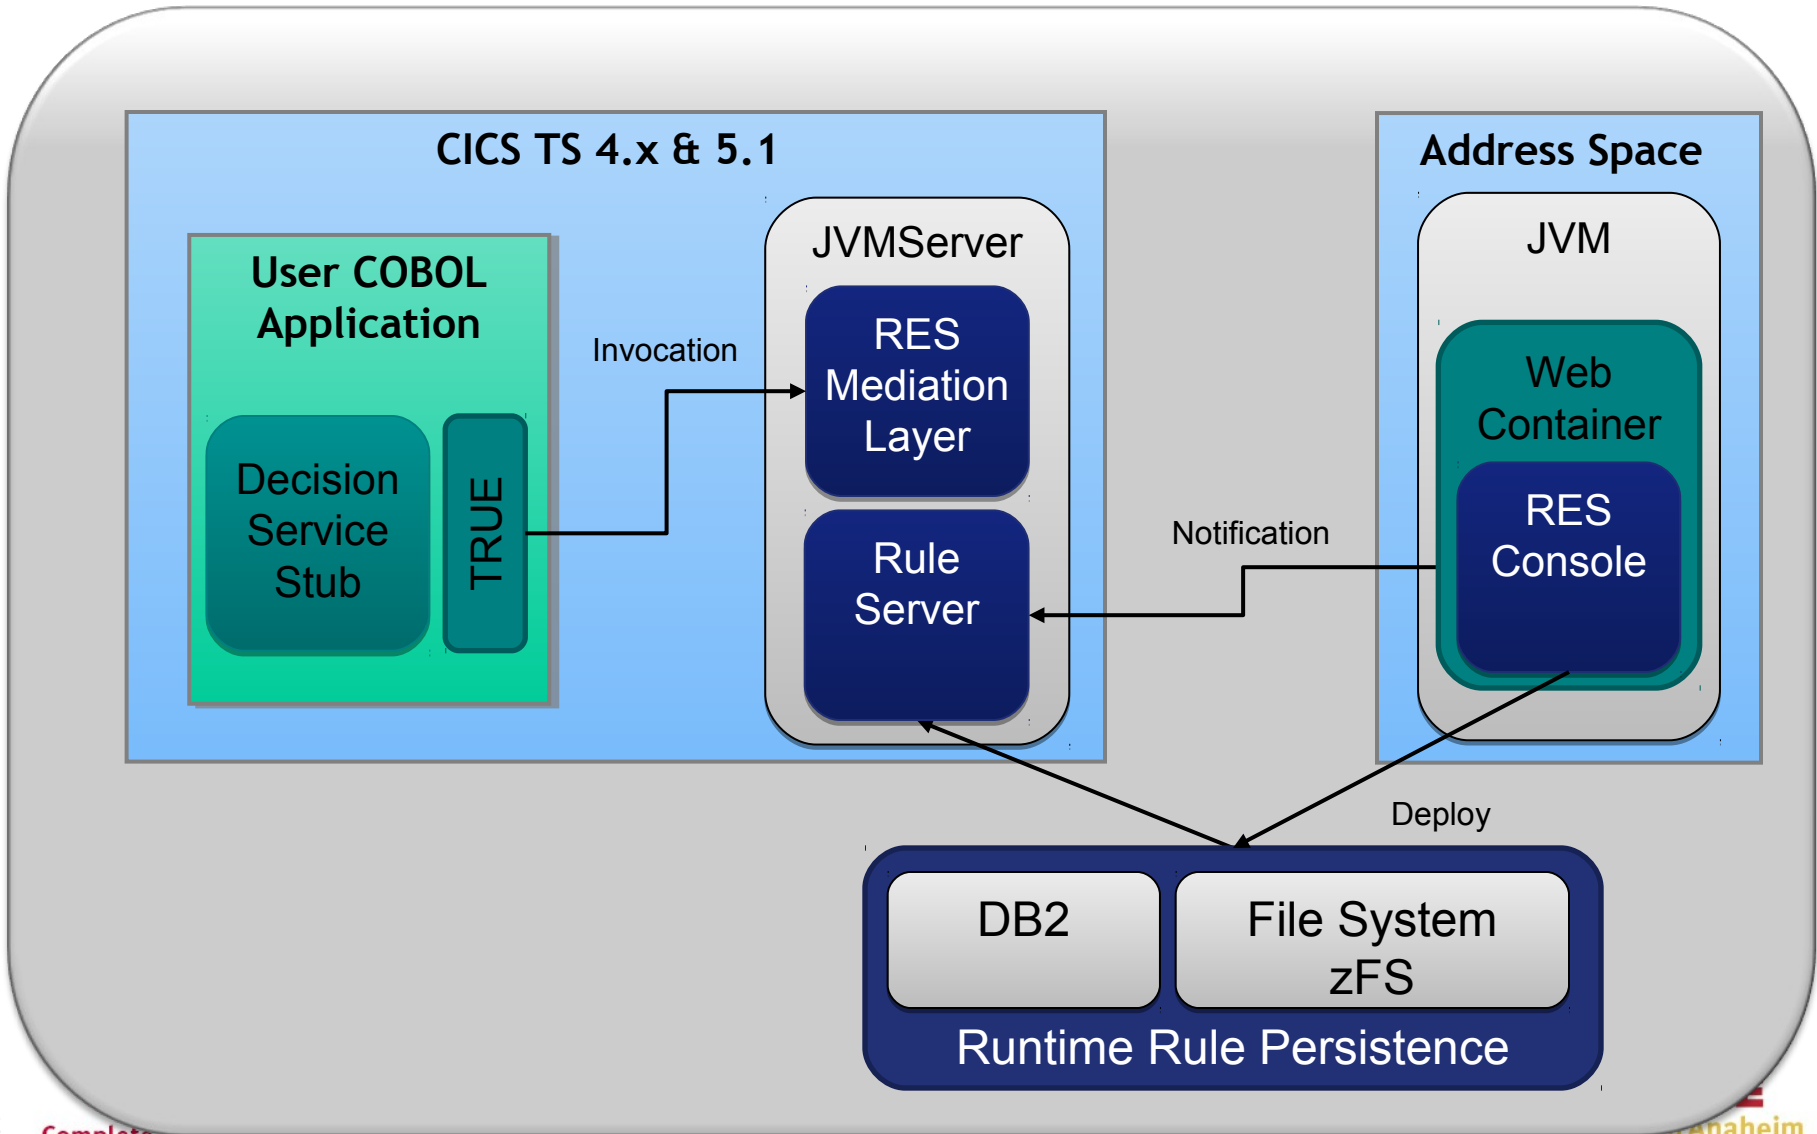 CICS TS 4.x & 5.1
User COBOL
Application
Decision
Service
Stub
TRUE
Invocation
JVMServer
RES
Mediation
Layer
Rule
Server
Notification
Address Space
JVM
Web
Container
RES
Console
Deploy
DB2
File System
zFS
Runtime Rule Persistence
Anaheim